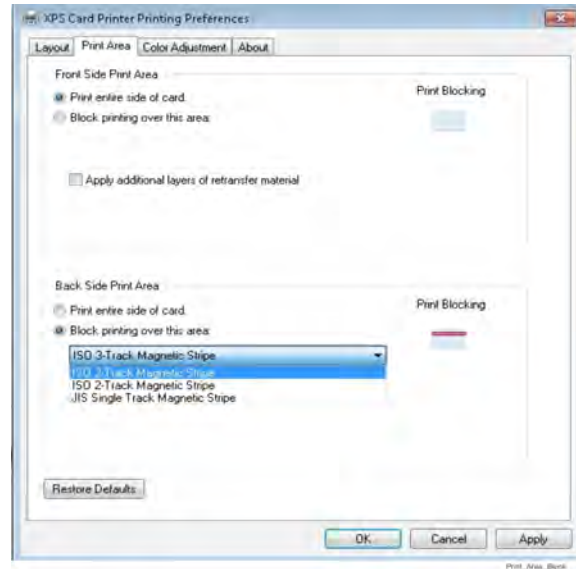 XPS Card Printer Printing Preferences
Layout Print Area Color Adjustment About
Front Side Print Area
Print entire side of card
Print Blocking
Block printing over this area:
Apply additional layers of retransfer material
Back Side Print Area
Print entire side of card
Print Blocking
Block printing over this area:
ISO 3-Track Magnetic Stripe
ISO 3-Track Magnetic Stripe
ISO 2-Track Magnetic Stripe
JIS Single Track Magnetic Stripe
Restore Defaults
OK Cancel Apply
Print_Area_Block